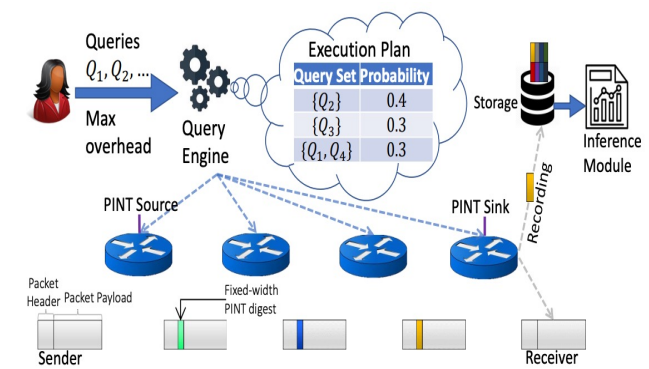 Queries
Q₁, Q₂, ...
Max
overhead
Query
Engine
Execution Plan
Query Set Probability
{Q₂} 0.4
{Q₃} 0.3
{Q₁, Q₄} 0.3
Storage
Inference
Module
Recording
PINT Source
PINT Sink
Packet
Header
Packet Payload
Fixed-width
PINT digest
Sender
Receiver